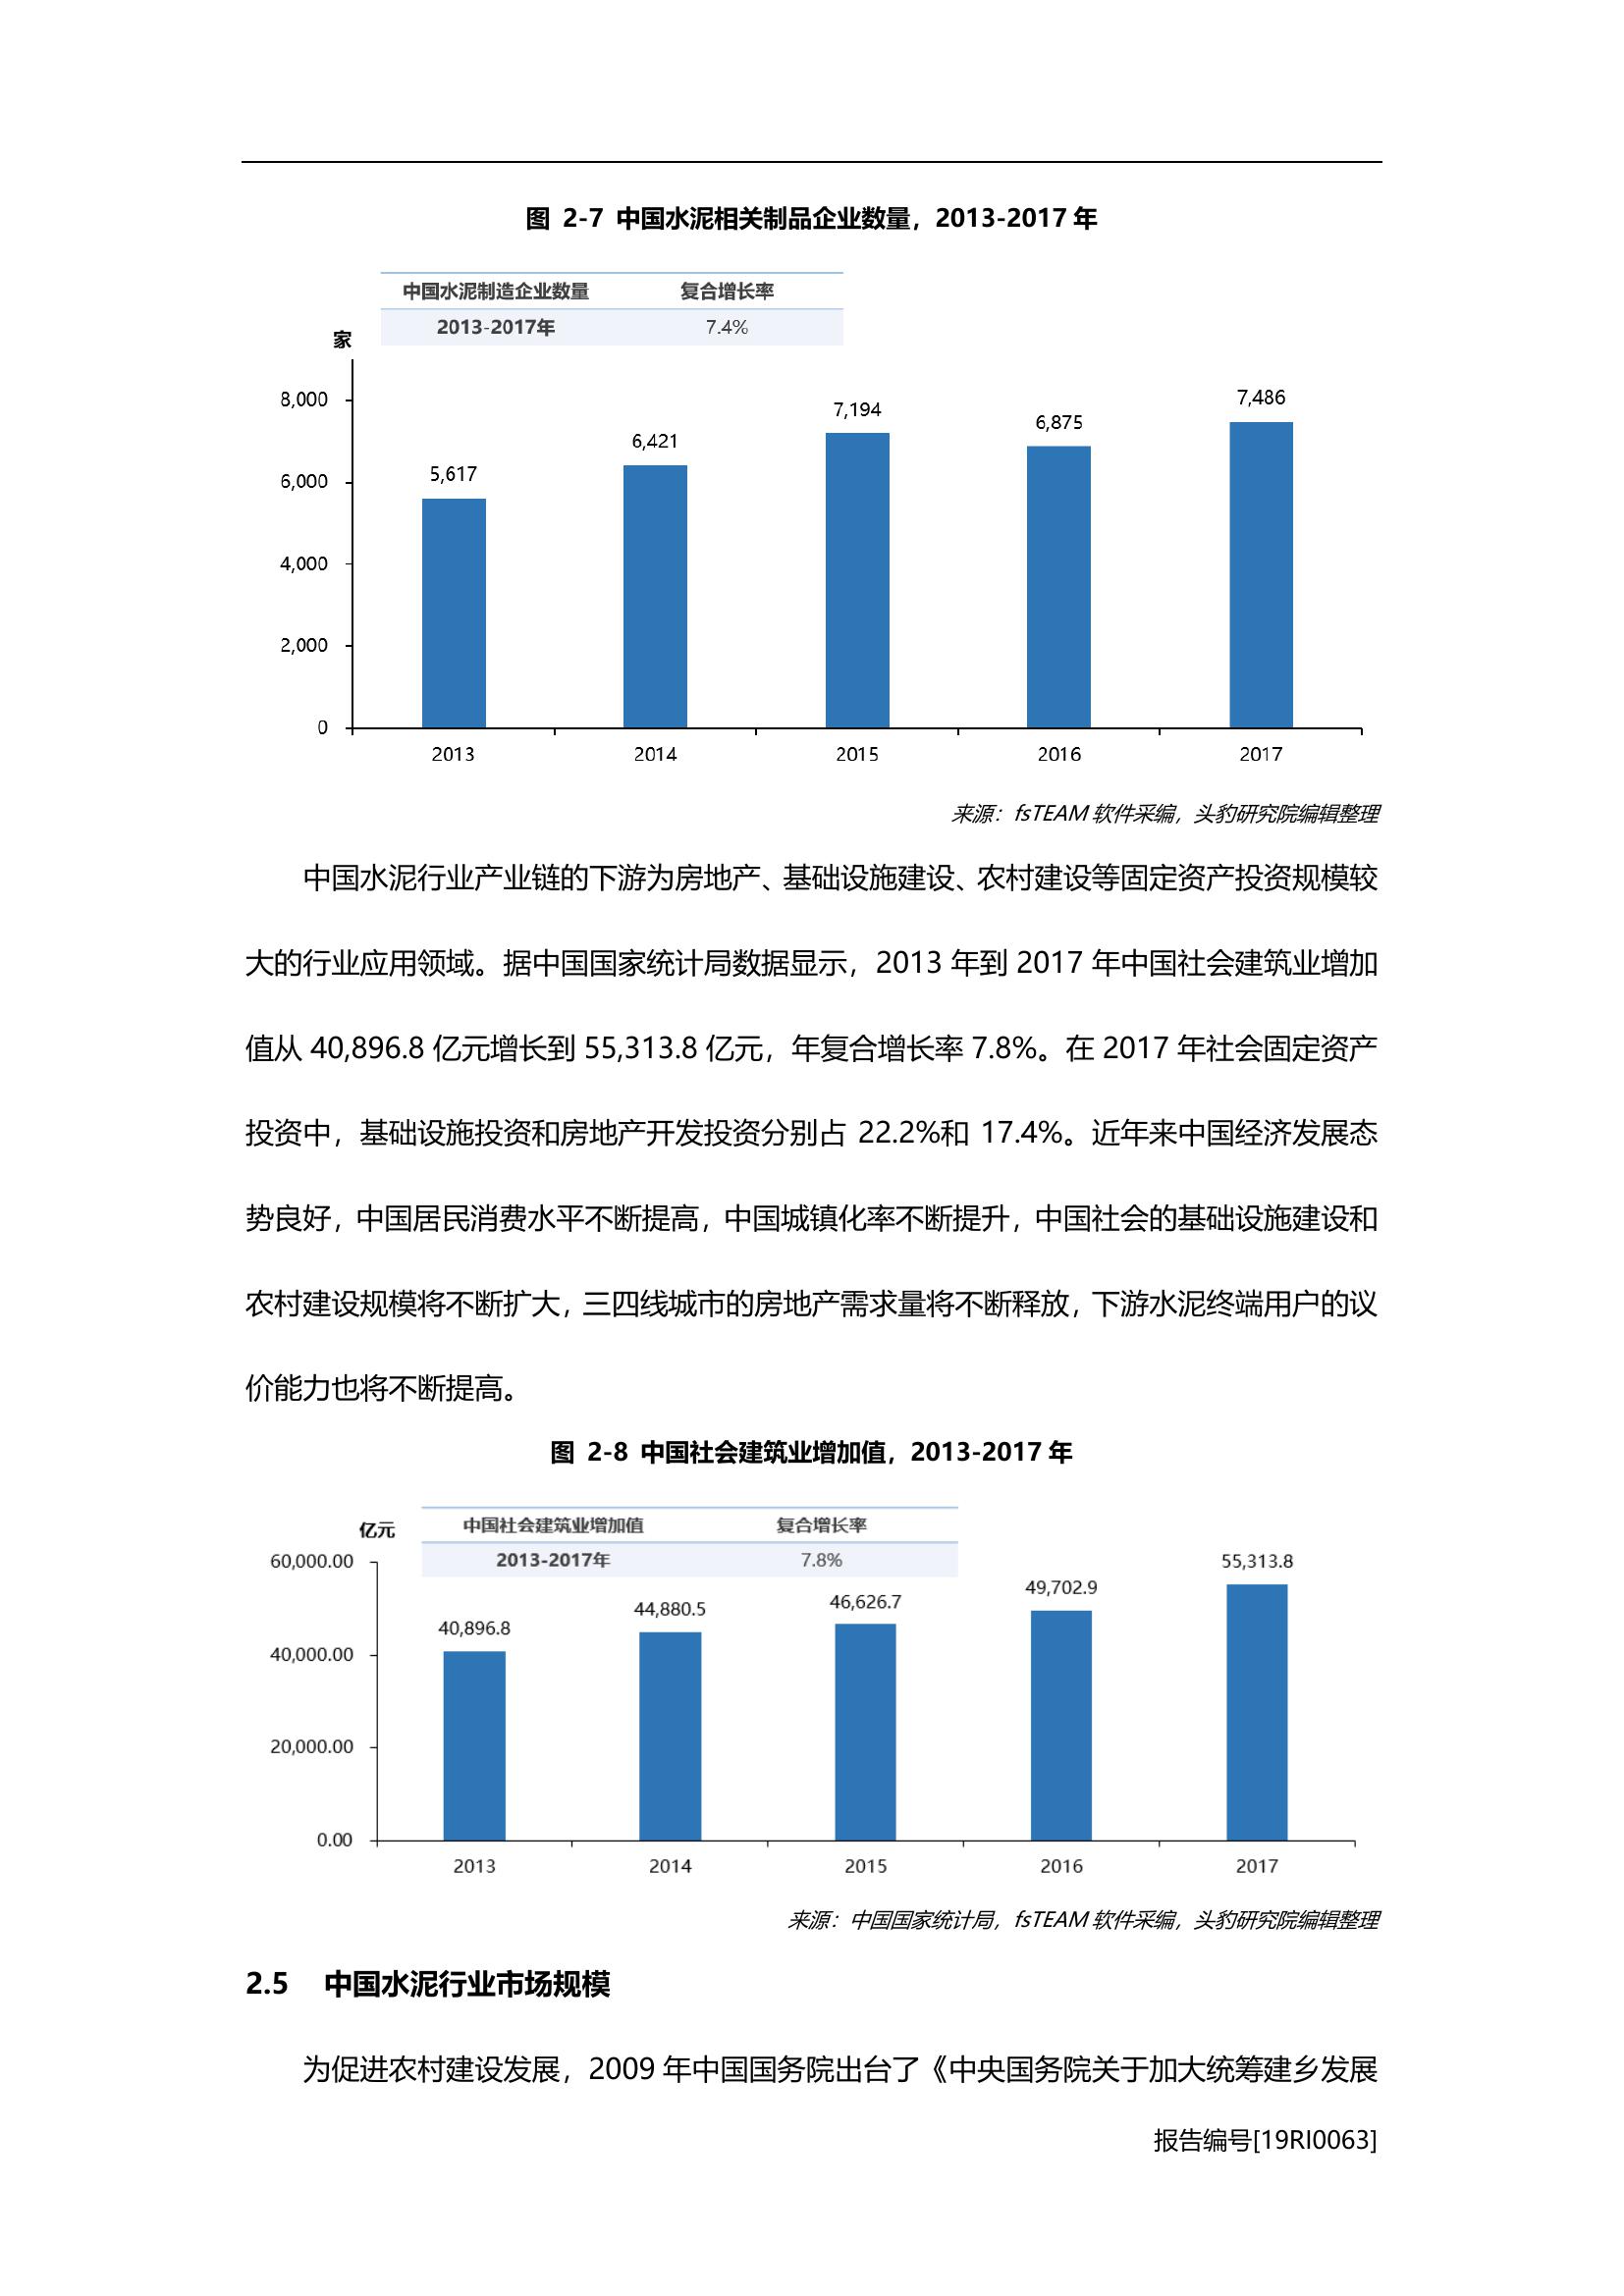 图 2-7 中国水泥相关制品企业数量，2013-2017 年
中国水泥制造企业数量 复合增长率
2013-2017年 7.4%
家
8,000
6,000
4,000
2,000
0
5,617
6,421
7,194
6,875
7,486
2013 2014 2015 2016 2017
来源：fsTEAM 软件采编，头豹研究院编辑整理
中国水泥行业产业链的下游为房地产、基础设施建设、农村建设等固定资产投资规模较
大的行业应用领域。据中国国家统计局数据显示，2013 年到 2017 年中国社会建筑业增加
值从 40,896.8 亿元增长到 55,313.8 亿元，年复合增长率 7.8%。在 2017 年社会固定资产
投资中，基础设施投资和房地产开发投资分别占 22.2%和 17.4%。近年来中国经济发展态
势良好，中国居民消费水平不断提高，中国城镇化率不断提升，中国社会的基础设施建设和
农村建设规模将不断扩大，三四线城市的房地产需求量将不断释放，下游水泥终端用户的议
价能力也将不断提高。
图 2-8 中国社会建筑业增加值，2013-2017 年
中国社会建筑业增加值 复合增长率
2013-2017年 7.8%
亿元
60,000.00
40,000.00
20,000.00
0.00
40,896.8
44,880.5
46,626.7
49,702.9
55,313.8
2013 2014 2015 2016 2017
来源：中国国家统计局，fsTEAM 软件采编，头豹研究院编辑整理
2.5 中国水泥行业市场规模
为促进农村建设发展，2009 年中国国务院出台了《中央国务院关于加大统筹建乡发展
报告编号[19RI0063]